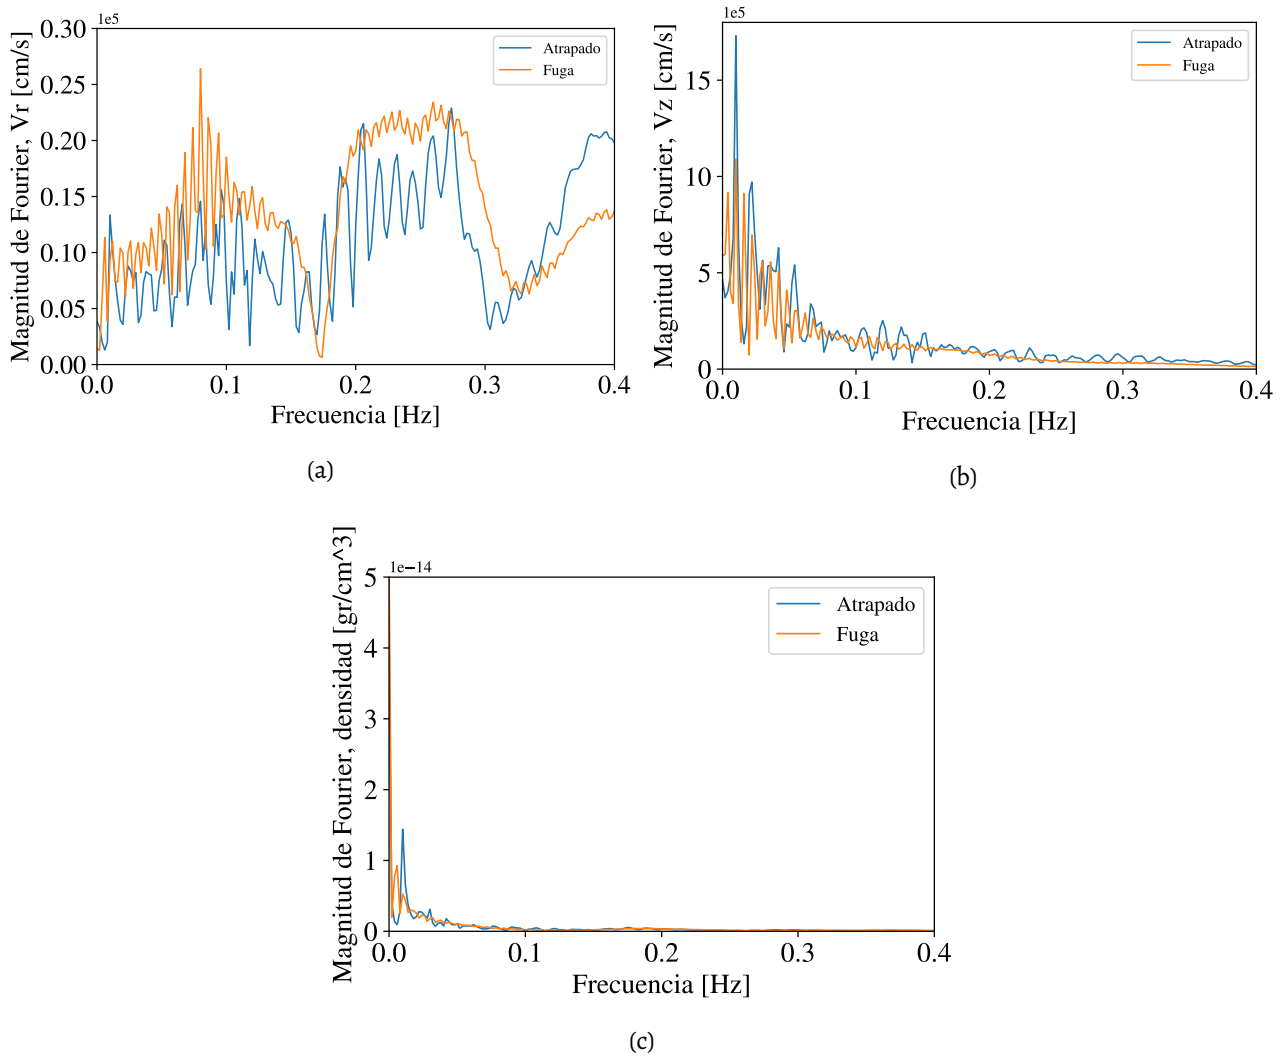 1e5
Magnitud de Fourier, Vr [cm/s]
0.30
0.25
0.20
0.15
0.10
0.05
0.00
Atrapado
Fuga
0.0 0.1 0.2 0.3 0.4
Frecuencia [Hz]
(a)
1e5
Magnitud de Fourier, Vz [cm/s]
15
10
5
0
Atrapado
Fuga
0.0 0.1 0.2 0.3 0.4
Frecuencia [Hz]
(b)
1e−14
Magnitud de Fourier, densidad [gr/cm^3]
5
4
3
2
1
0
Atrapado
Fuga
0.0 0.1 0.2 0.3 0.4
Frecuencia [Hz]
(c)